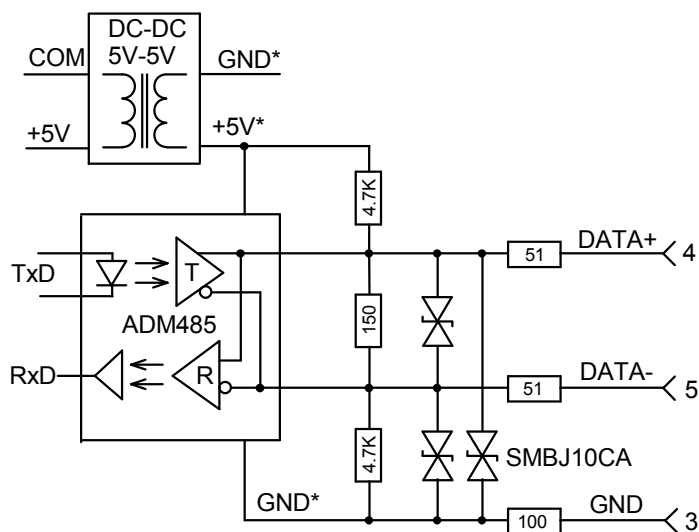 DC-DC
5V-5V
COM
GND*
+5V
+5V*
4.7K
DATA+
4
51
TxD
T
ADM485
150
RxD
R
DATA-
5
51
4.7K
SMBJ10CA
GND*
GND
3
100